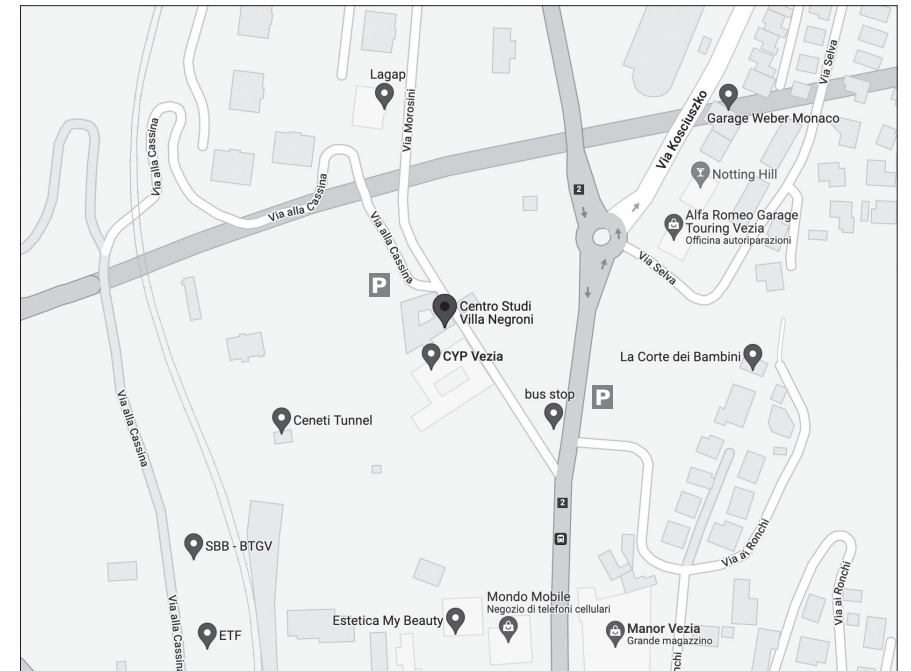 Via Selva
Lagap
Via Morosini
Via Kosciuszko
Garage Weber Monaco
Via alla Cassina
Notting Hill
2
Via alla Cassina
Alfa Romeo Garage
Touring Vezia
Officina autoriparazioni
Via alla Cassina
Via Selva
P
Centro Studi
Villa Negroni
CYP Vezia
La Corte dei Bambini
bus stop
P
Via alla Cassina
Ceneti Tunnel
2
SBB - BTGV
Via ai Ronchi
Via ai Ronchi
Mondo Mobile
Negozio di telefoni cellulari
Estetica My Beauty
Via alla Cassina
ETF
Manor Vezia
Grande magazzino
nchi